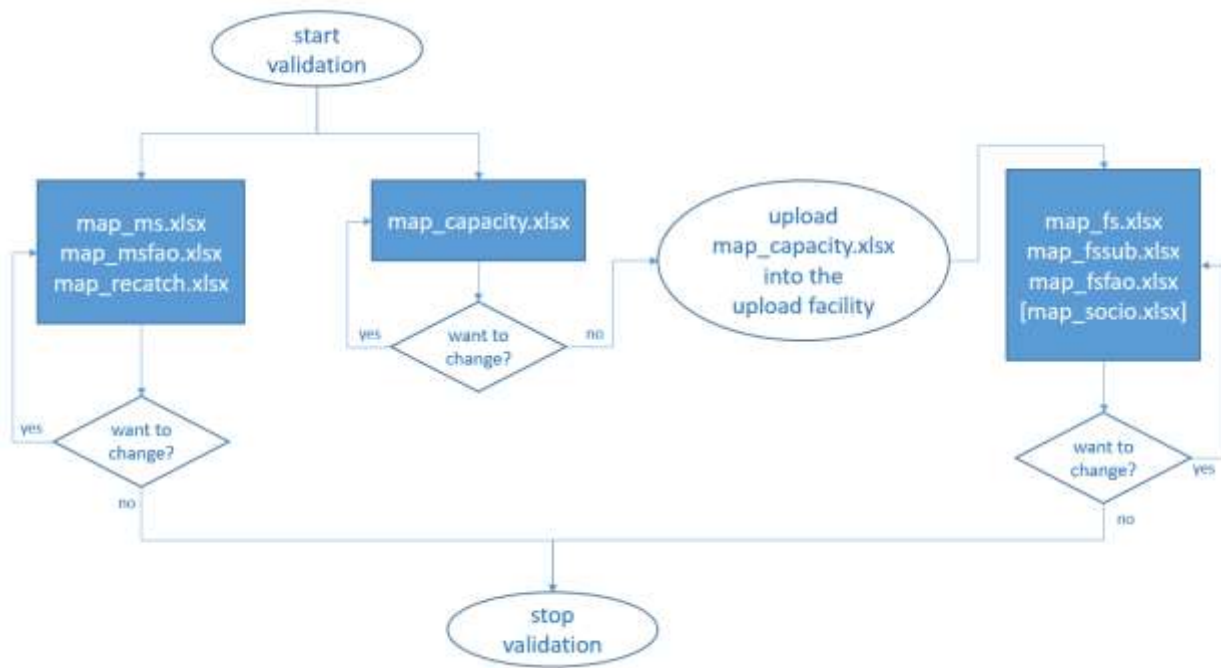 start
validation
map_ms.xlsx
map_msfao.xlsx
map_recatch.xlsx
yes
want to
change?
no
map_capacity.xlsx
yes
want to
change?
no
upload
map_capacity.xlsx
into the
upload facility
map_fs.xlsx
map_fssub.xlsx
map_fsfao.xlsx
[map_socio.xlsx]
want to
change?
yes
no
stop
validation